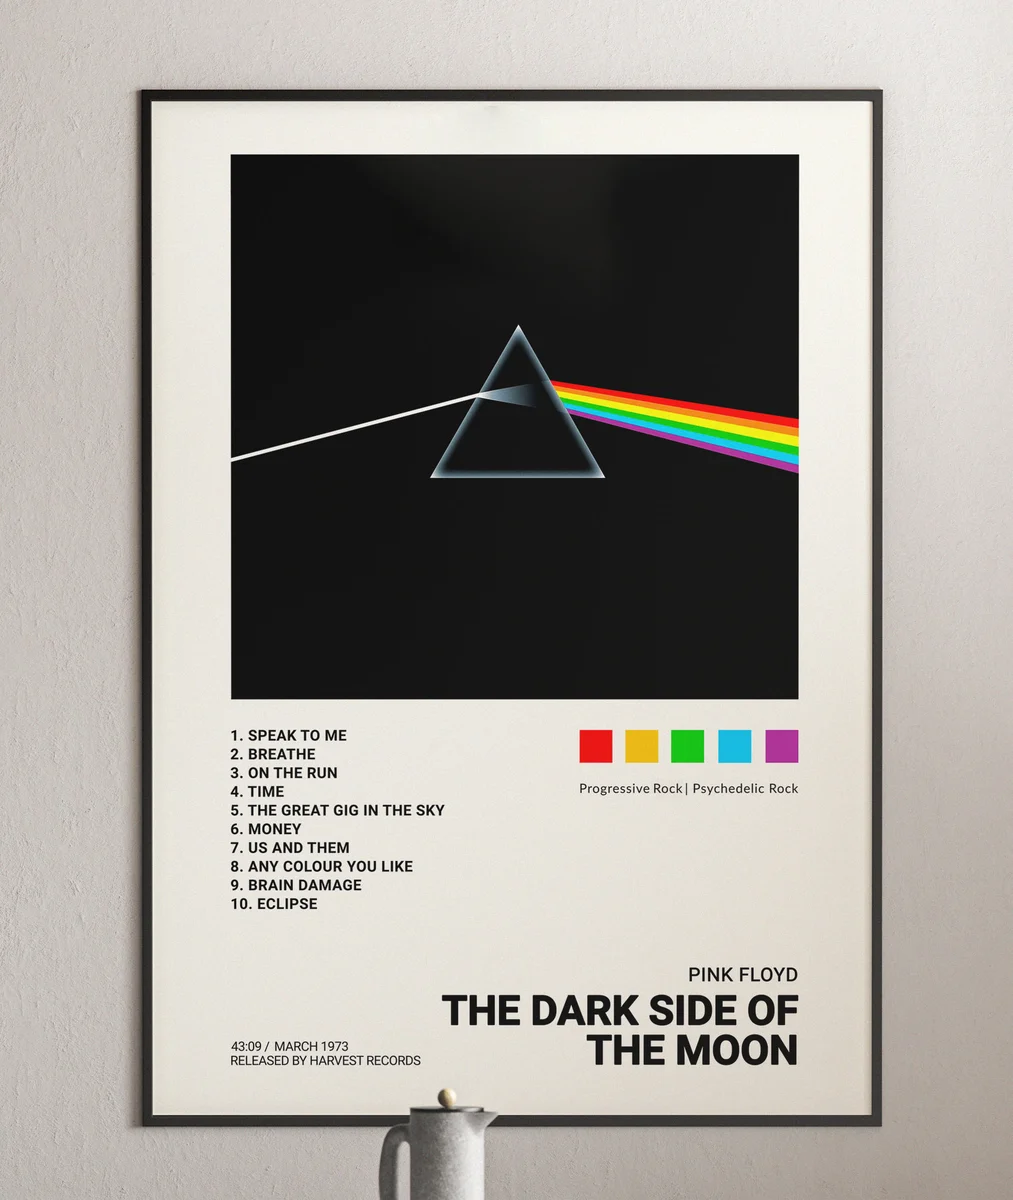 1. SPEAK TO ME
2. BREATHE
3. ON THE RUN
4. TIME
5. THE GREAT GIG IN THE SKY
6. MONEY
7. US AND THEM
8. ANY COLOUR YOU LIKE
9. BRAIN DAMAGE
10. ECLIPSE
Progressive Rock| Psychedelic Rock
PINK FLOYD
THE DARK SIDE OF
THE MOON
43:09 / MARCH 1973
RELEASED BY HARVEST RECORDS